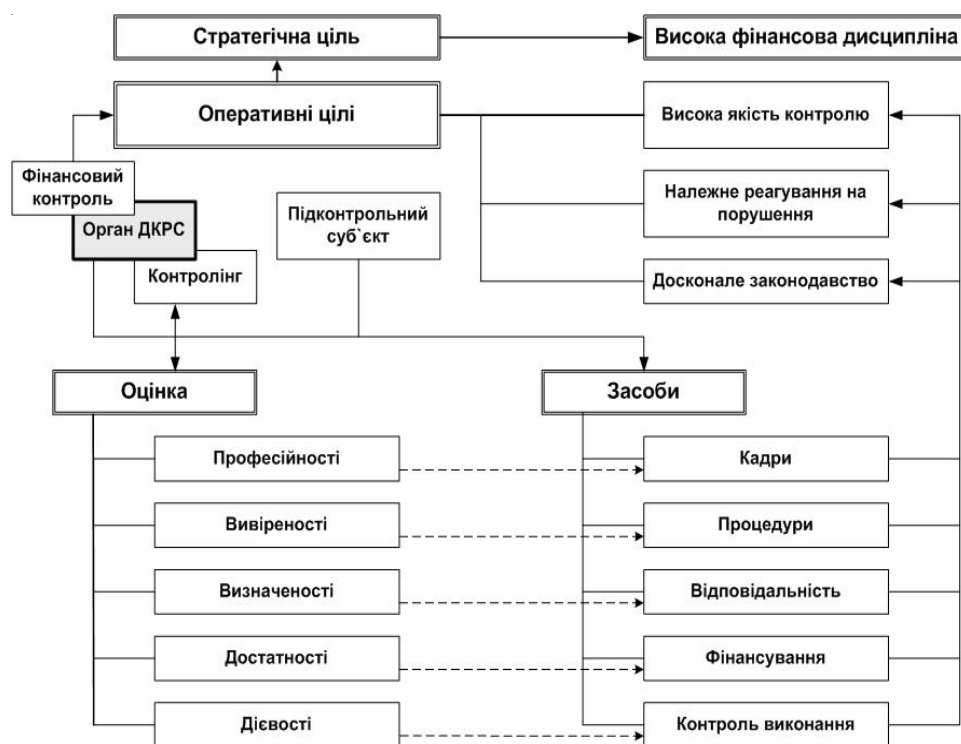 Стратегічна ціль
Висока фінансова дисципліна
Оперативні цілі
Висока якість контролю
Фінансовий
контроль
Належне реагування на
порушення
Орган ДКРС
Підконтрольний
суб`єкт
Контролінг
Досконале законодавство
Оцінка
Засоби
Професійності
Кадри
Вивіреності
Процедури
Визначеності
Відповідальність
Достатності
Фінансування
Дієвості
Контроль виконання